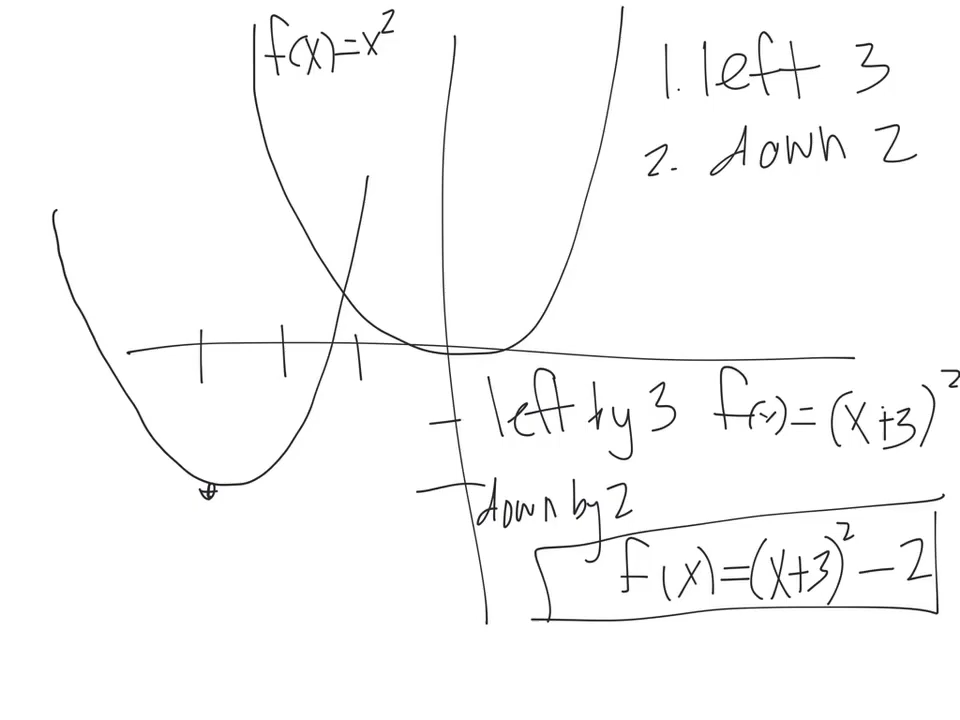 f(x)=x²
1. left 3
2. down 2
left by 3 f(x)=(x+3)²
down by 2
f(x)=(x+3)²-2